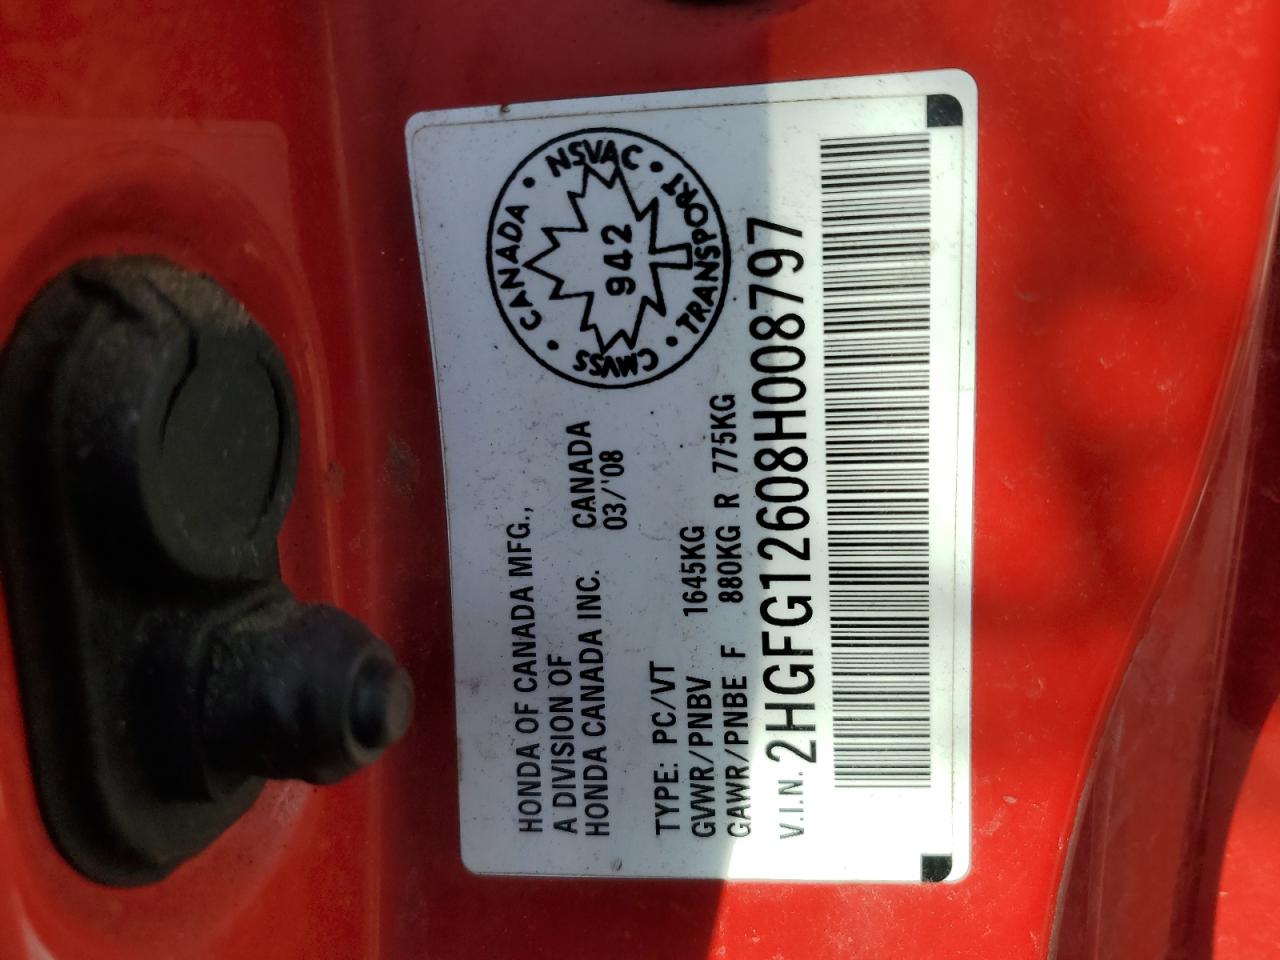 HONDA OF CANADA MFG.,
A DIVISION OF
HONDA CANADA INC. CANADA
03/'08
TYPE: PC/VT
GVWR/PNBV 1645KG
GAWR/PNBE F 880KG R 775KG
V.I.N. 2HGFG12608H008797
CANADA • NSVAC • TRANSPORT • CMVSS •
942